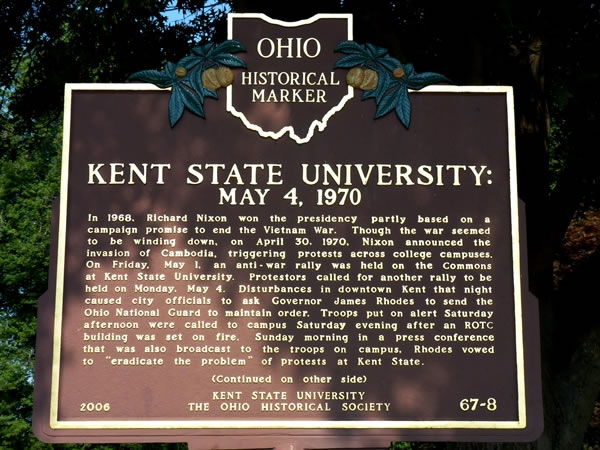 OHIO
HISTORICAL
MARKER
KENT STATE UNIVERSITY:
MAY 4, 1970
In 1968, Richard Nixon won the presidency partly based on a
campaign promise to end the Vietnam War. Though the war seemed
to be winding down, on April 30, 1970, Nixon announced the
invasion of Cambodia, triggering protests across college campuses.
On Friday, May 1, an anti-war rally was held on the Commons
at Kent State University. Protestors called for another rally to be
held on Monday, May 4. Disturbances in downtown Kent that night
caused city officials to ask Governor James Rhodes to send the
Ohio National Guard to maintain order. Troops put on alert Saturday
afternoon were called to campus Saturday evening after an ROTC
building was set on fire. Sunday morning in a press conference
that was also broadcast to the troops on campus, Rhodes vowed
to "eradicate the problem" of protests at Kent State.
(Continued on other side)
KENT STATE UNIVERSITY
2006 THE OHIO HISTORICAL SOCIETY 67-8